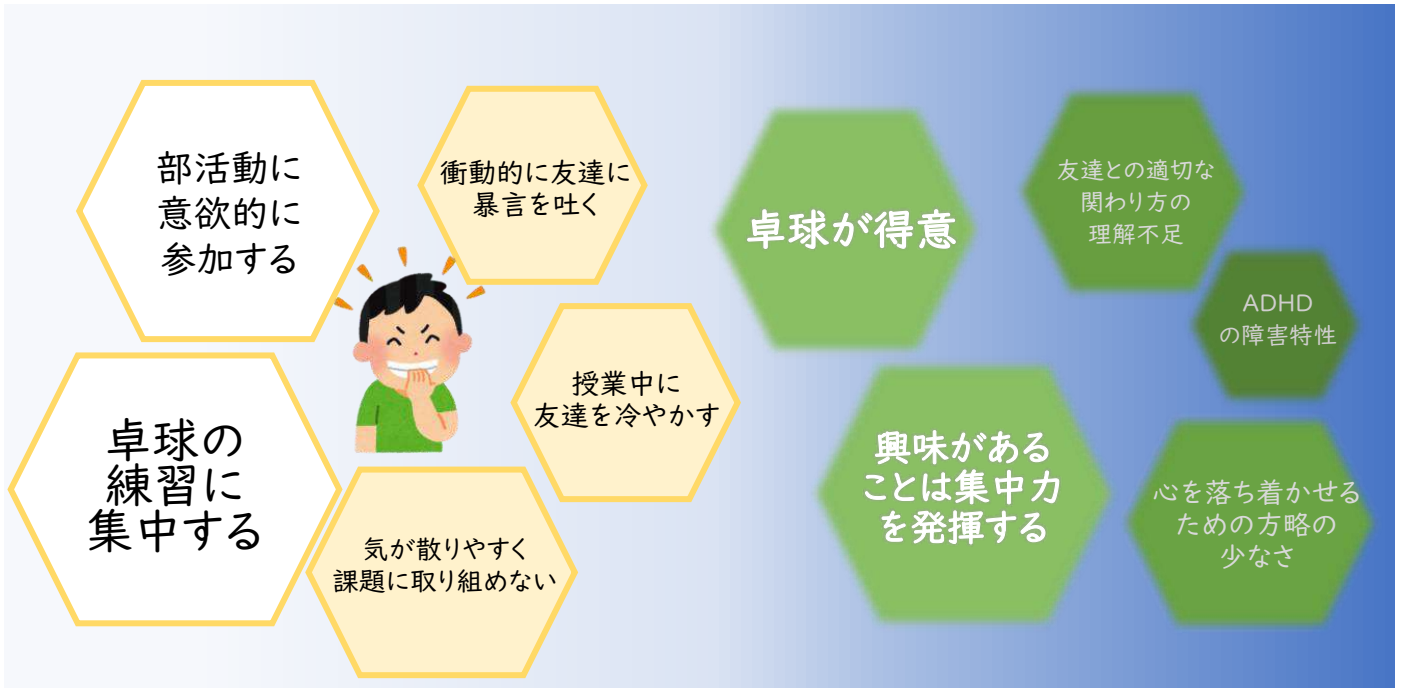 部活動に
意欲的に
参加する
衝動的に友達に
暴言を吐く
卓球の
練習に
集中する
授業中に
友達を冷やかす
気が散りやすく
課題に取り組めない
卓球が得意
友達との適切な
関わり方の
理解不足
ADHD
の障害特性
興味がある
ことは集中力
を発揮する
心を落ち着かせる
ための方略の
少なさ